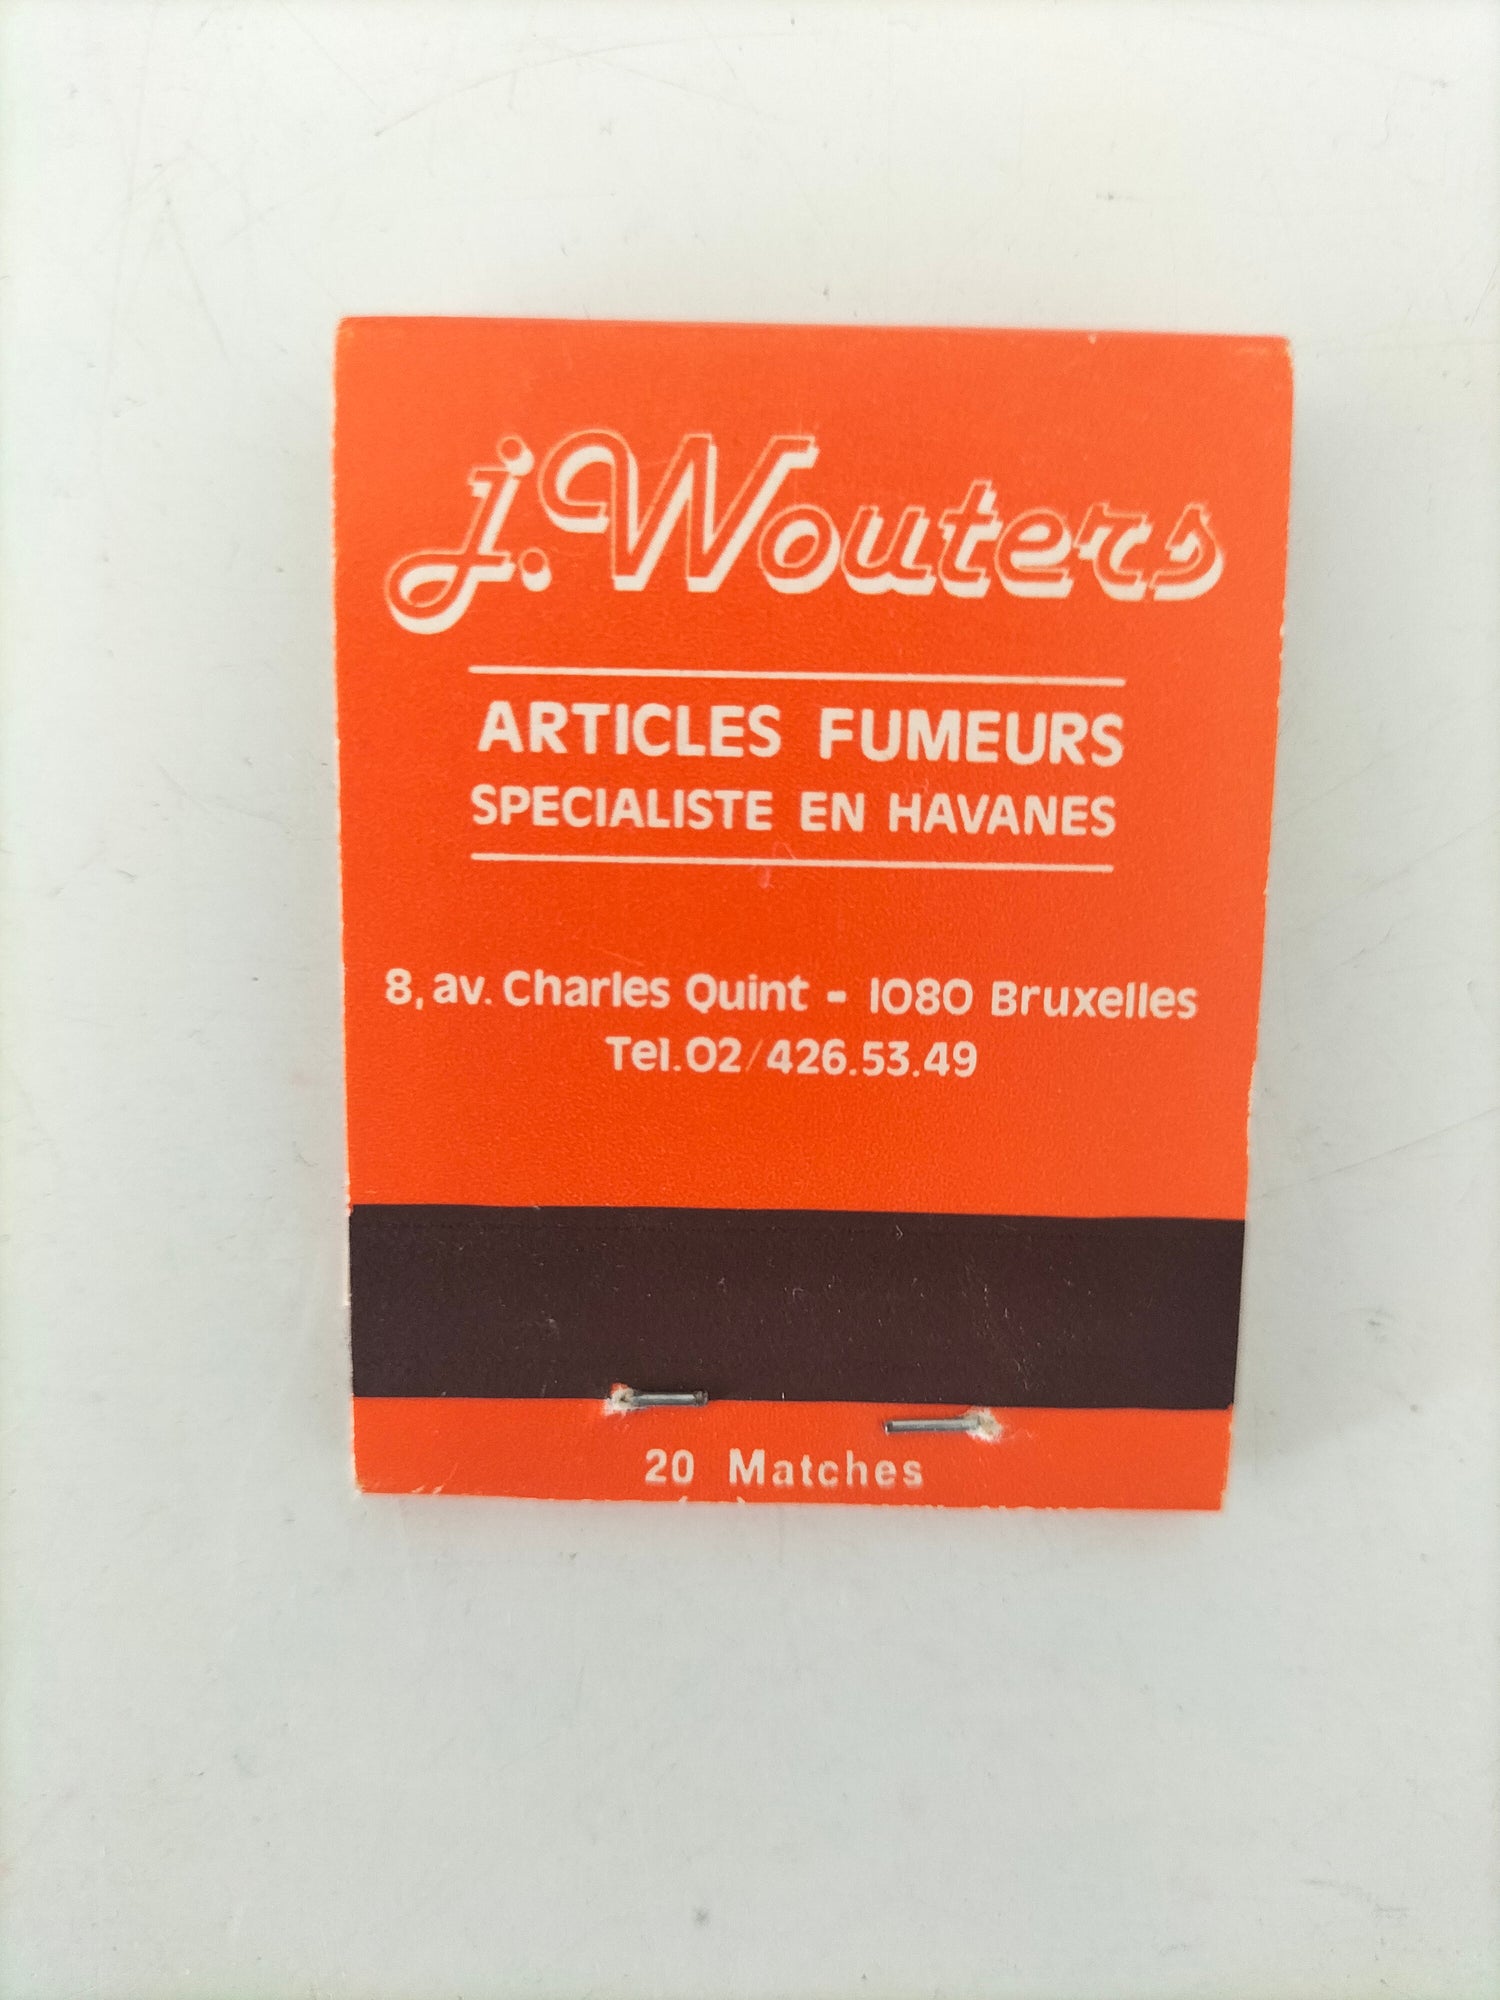 j. Wouters
ARTICLES FUMEURS
SPECIALISTE EN HAVANES
8, av. Charles Quint - 1080 Bruxelles
Tel. 02/426.53.49
20 Matches